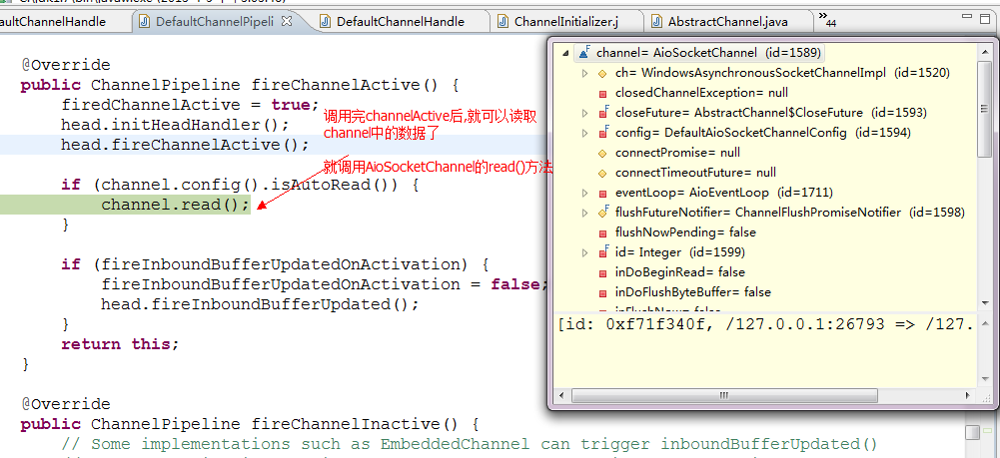 aultChannelHandle
DefaultChannelPipeli
DefaultChannelHandle
ChannelInitializer.j
AbstractChannel.java
»44
@Override
public ChannelPipeline fireChannelActive() {
firedChannelActive = true;
head.initHeadHandler();
head.fireChannelActive();
调用完channelActive后,就可以读取
channel中的数据了
就调用AioSocketChannel的read()方法
if (channel.config().isAutoRead()) {
channel.read();
}
if (fireInboundBufferUpdatedOnActivation) {
fireInboundBufferUpdatedOnActivation = false;
head.fireInboundBufferUpdated();
}
return this;
}
@Override
public ChannelPipeline fireChannelInactive() {
// Some implementations such as EmbeddedChannel can trigger inboundBufferUpdated()
channel= AioSocketChannel (id=1589)
ch= WindowsAsynchronousSocketChannelImpl (id=1520)
closedChannelException= null
closeFuture= AbstractChannel$CloseFuture (id=1593)
config= DefaultAioSocketChannelConfig (id=1594)
connectPromise= null
connectTimeoutFuture= null
eventLoop= AioEventLoop (id=1711)
flushFutureNotifier= ChannelFlushPromiseNotifier (id=1598)
flushNowPending= false
id= Integer (id=1599)
inDoBeginRead= false
inDoFlushByteBuffer= false
inFlushNow= false
[id: 0xf71f340f, /127.0.0.1:26793 => /127.